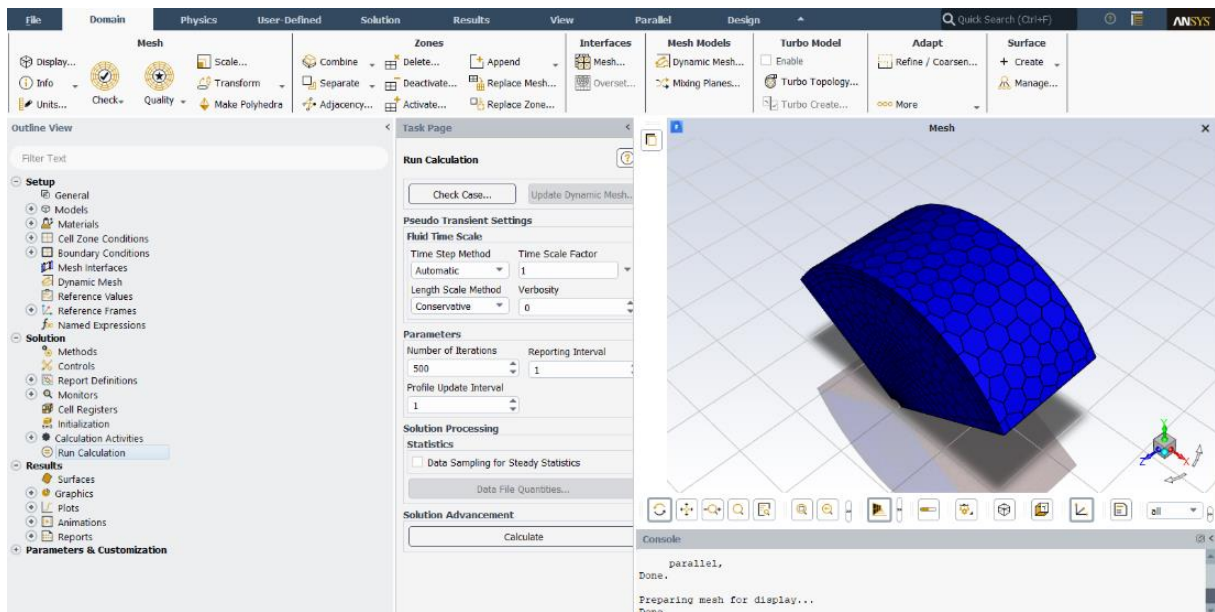 File Domain Physics User-Defined Solution Results View Parallel Design Quick Search (Ctrl+F) ANSYS
Mesh Zones Interfaces Mesh Models Turbo Model Adapt Surface
Display... Scale... Combine Delete... Append Mesh... Dynamic Mesh... Enable Refine / Coarsen... + Create
Info Transform Separate Deactivate... Replace Mesh... Overset... Mixing Planes... Turbo Topology... Manage...
Units... Check Quality Make Polyhedra Adjacency... Activate... Replace Zone... Turbo Create... More
Outline View
Filter Text
Setup
General
Models
Materials
Cell Zone Conditions
Boundary Conditions
Mesh Interfaces
Dynamic Mesh
Reference Values
Reference Frames
Named Expressions
Solution
Methods
Controls
Report Definitions
Monitors
Cell Registers
Initialization
Calculation Activities
Run Calculation
Results
Surfaces
Graphics
Plots
Animations
Reports
Parameters & Customization
Task Page
Run Calculation
Check Case... Update Dynamic Mesh..
Pseudo Transient Settings
Fluid Time Scale
Time Step Method Time Scale Factor
Automatic 1
Length Scale Method Verbosity
Conservative 0
Parameters
Number of Iterations Reporting Interval
500 1
Profile Update Interval
1
Solution Processing
Statistics
Data Sampling for Steady Statistics
Data File Quantities...
Solution Advancement
Calculate
Mesh
Y
Z X
all
Console
parallel,
Done.
Preparing mesh for display...
Done.